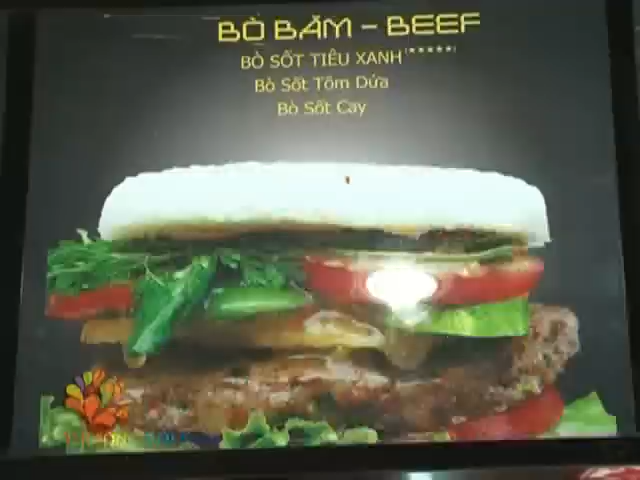 BÒ BĂM - BEEF
BÒ SỐT TIÊU XANH (*****)
Bò Sốt Tôm Dứa
Bò Sốt Cay